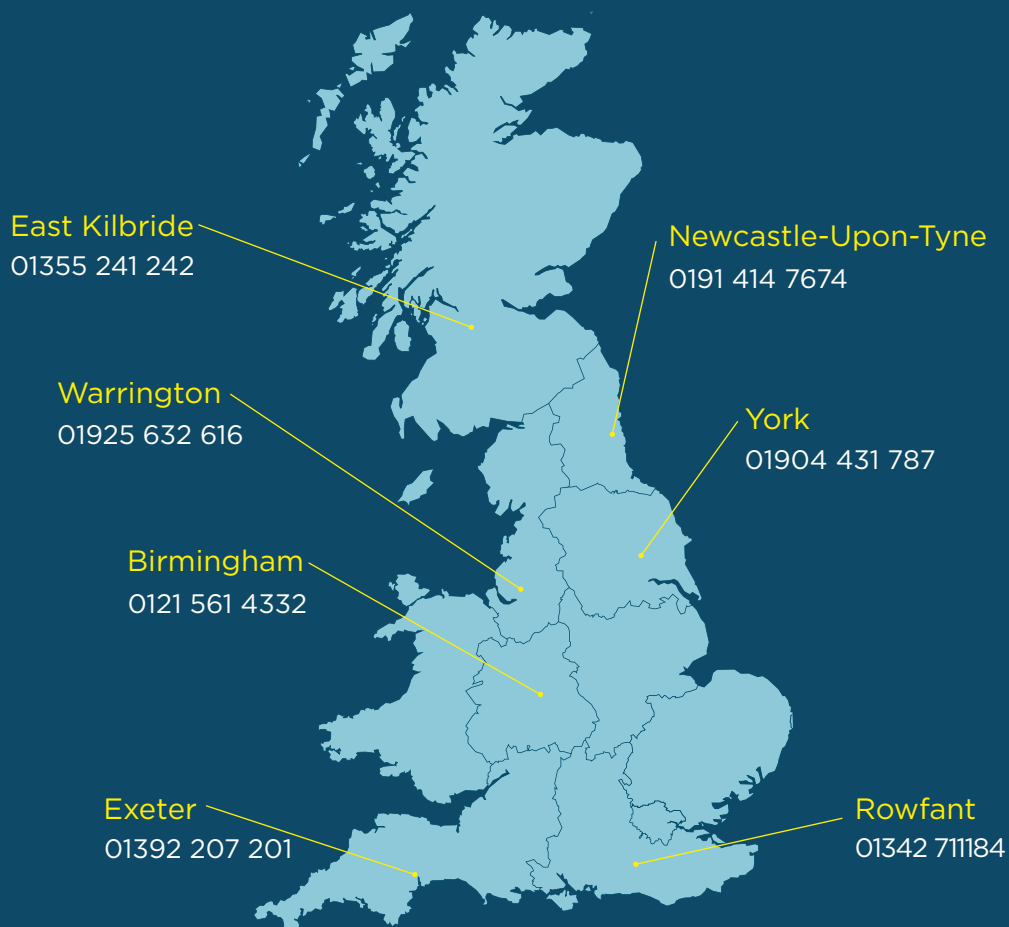 East Kilbride
01355 241 242
Newcastle-Upon-Tyne
0191 414 7674
Warrington
01925 632 616
York
01904 431 787
Birmingham
0121 561 4332
Exeter
01392 207 201
Rowfant
01342 711184